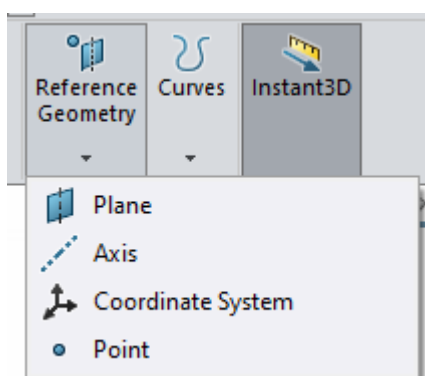 Reference
Geometry
Curves
Instant3D
Plane
Axis
Coordinate System
Point